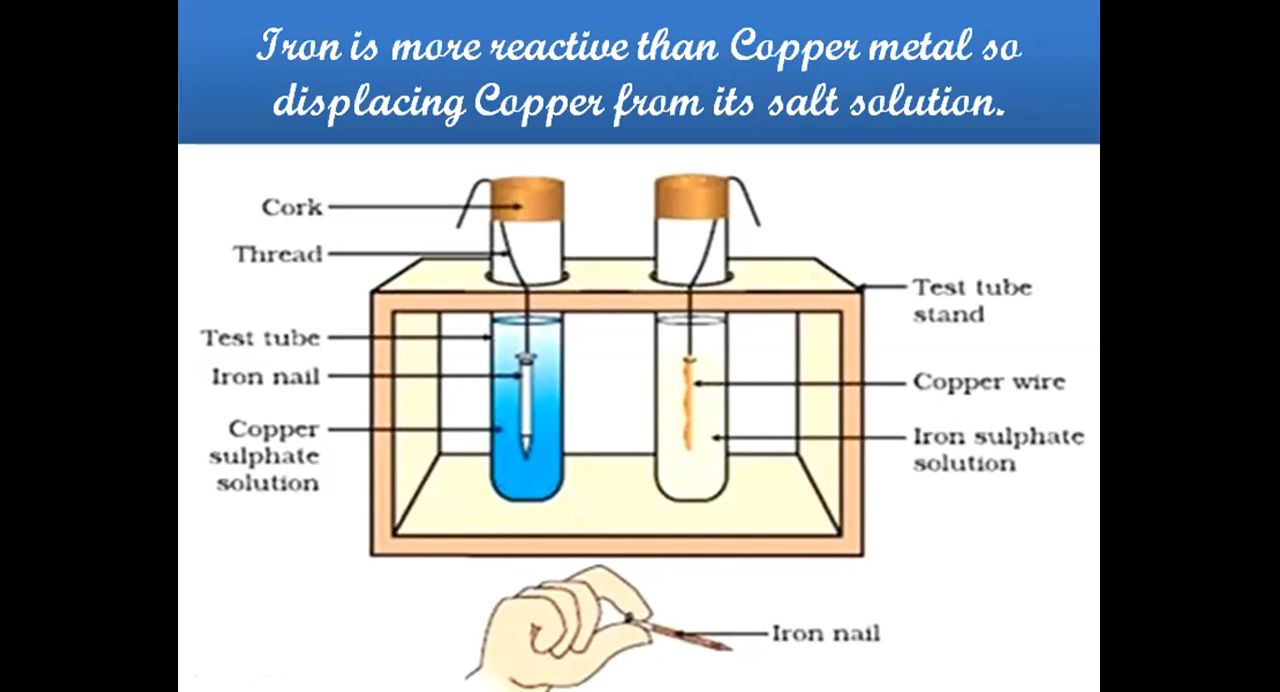 Iron is more reactive than Copper metal so
displacing Copper from its salt solution.
Cork
Thread
Test tube
Iron nail
Copper
sulphate
solution
Test tube
stand
Copper wire
Iron sulphate
solution
Iron nail